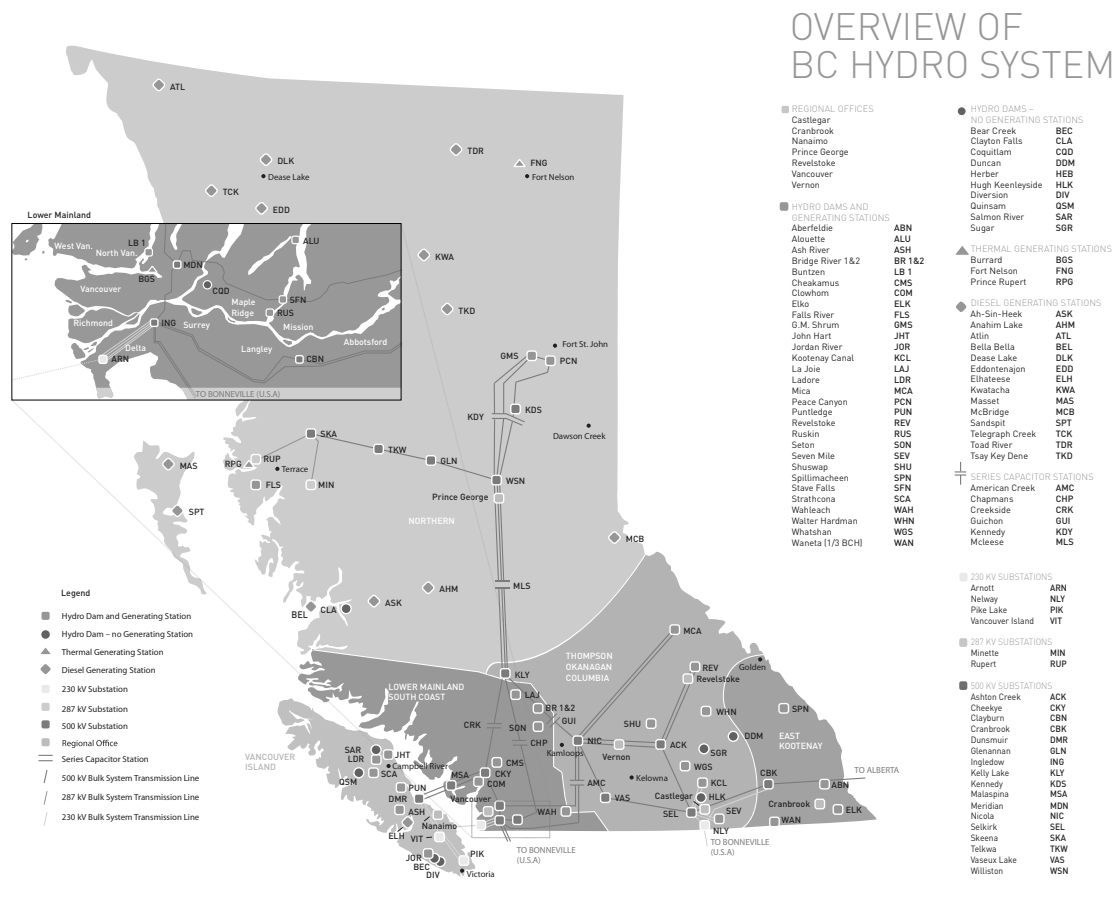 OVERVIEW OF
BC HYDRO SYSTEM
REGIONAL OFFICES
Castlegar
Cranbrook
Nanaimo
Prince George
Revelstoke
Vancouver
Vernon
HYDRO DAMS AND
GENERATING STATIONS
Aberfeldie ABN
Alouette ALU
Ash River ASH
Bridge River 1&2 BR 1&2
Buntzen LB 1
Cheakamus CMS
Clowhom COM
Elko ELK
Falls River FLS
G.M. Shrum GMS
John Hart JHT
Jordan River JOR
Kootenay Canal KCL
La Joie LAJ
Ladore LDR
Mica MCA
Peace Canyon PCN
Puntledge PUN
Revelstoke REV
Ruskin RUS
Seton SON
Seven Mile SEV
Shuswap SHU
Spillimacheen SPN
Stave Falls SFN
Strathcona SCA
Wahleach WAH
Walter Hardman WHN
Whatshan WGS
Waneta (1/3 BCH) WAN
HYDRO DAMS –
NO GENERATING STATIONS
Bear Creek BEC
Clayton Falls CLA
Coquitlam CQD
Duncan DDM
Herber HEB
Hugh Keenleyside HLK
Diversion DIV
Quinsam QSM
Salmon River SAR
Sugar SGR
THERMAL GENERATING STATIONS
Burrard BGS
Fort Nelson FNG
Prince Rupert RPG
DIESEL GENERATING STATIONS
Ah-Sin-Heek ASK
Anahim Lake AHM
Atlin ATL
Bella Bella BEL
Dease Lake DLK
Eddontenajon EDD
Elhateese ELH
Kwatacha KWA
Masset MAS
McBridge MCB
Sandspit SPT
Telegraph Creek TCK
Toad River TDR
Tsay Key Dene TKD
SERIES CAPACITOR STATIONS
American Creek AMC
Chapmans CHP
Creekside CRK
Guichon GUI
Kennedy KDY
Mcleese MLS
230 KV SUBSTATIONS
Arnott ARN
Nelway NLY
Pike Lake PIK
Vancouver Island VIT
287 KV SUBSTATIONS
Minette MIN
Rupert RUP
500 KV SUBSTATIONS
Ashton Creek ACK
Cheekye CKY
Clayburn CBN
Cranbrook CBK
Dunsmuir DMR
Glenannan GLN
Ingledow ING
Kelly Lake KLY
Kennedy KDS
Malaspina MSA
Meridian MDN
Nicola NIC
Selkirk SEL
Skeena SKA
Telkwa TKW
Vaseux Lake VAS
Williston WSN
ATL
DLK
Dease Lake
TCK
EDD
TDR
FNG
Fort Nelson
KWA
TKD
Lower Mainland
West Van.
North Van.
LB 1
ALU
MDN
BGS
CQD
Vancouver
Maple
Ridge
SFN
RUS
Richmond
ING
Surrey
Mission
Delta
Langley
Abbotsford
ARN
CBN
TO BONNEVILLE (U.S.A)
GMS
Fort St. John
PCN
KDY
KDS
Dawson Creek
SKA
TKW
GLN
WSN
Prince George
RPG
RUP
Terrace
FLS
MIN
MAS
SPT
NORTHERN
MCB
MLS
AHM
ASK
BEL
CLA
Legend
Hydro Dam and Generating Station
Hydro Dam – no Generating Station
Thermal Generating Station
Diesel Generating Station
230 kV Substation
287 kV Substation
500 kV Substation
Regional Office
Series Capacitor Station
500 kV Bulk System Transmission Line
287 kV Bulk System Transmission Line
230 kV Bulk System Transmission Line
MCA
THOMPSON
OKANAGAN
COLUMBIA
KLY
REV
Revelstoke
Golden
LOWER MAINLAND
SOUTH COAST
LAJ
BR 1&2
GUI
CRK
SON
CHP
SHU
WHN
SPN
NIC
Kamloops
Vernon
ACK
SGR
DDM
EAST
KOOTENAY
VANCOUVER
ISLAND
SAR
LDR
JHT
Campbell River
QSM
SCA
MSA
CMS
CKY
COM
PUN
DMR
Vancouver
ASH
ELH
Nanaimo
VIT
WAH
AMC
Kelowna
VAS
WGS
KCL
Castlegar
HLK
SEL
SEV
NLY
CBK
ABN
TO ALBERTA
Cranbrook
ELK
WAN
TO BONNEVILLE
(U.S.A)
TO BONNEVILLE
(U.S.A)
JOR
BEC
DIV
PIK
Victoria